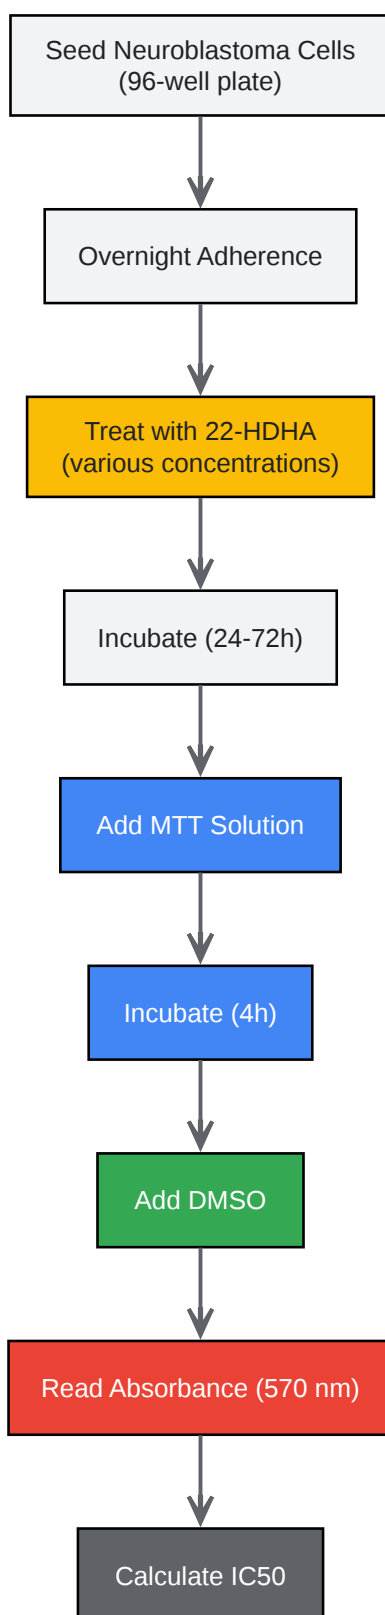 Seed Neuroblastoma Cells
(96-well plate)
Overnight Adherence
Treat with 22-HDHA
(various concentrations)
Incubate (24-72h)
Add MTT Solution
Incubate (4h)
Add DMSO
Read Absorbance (570 nm)
Calculate IC50